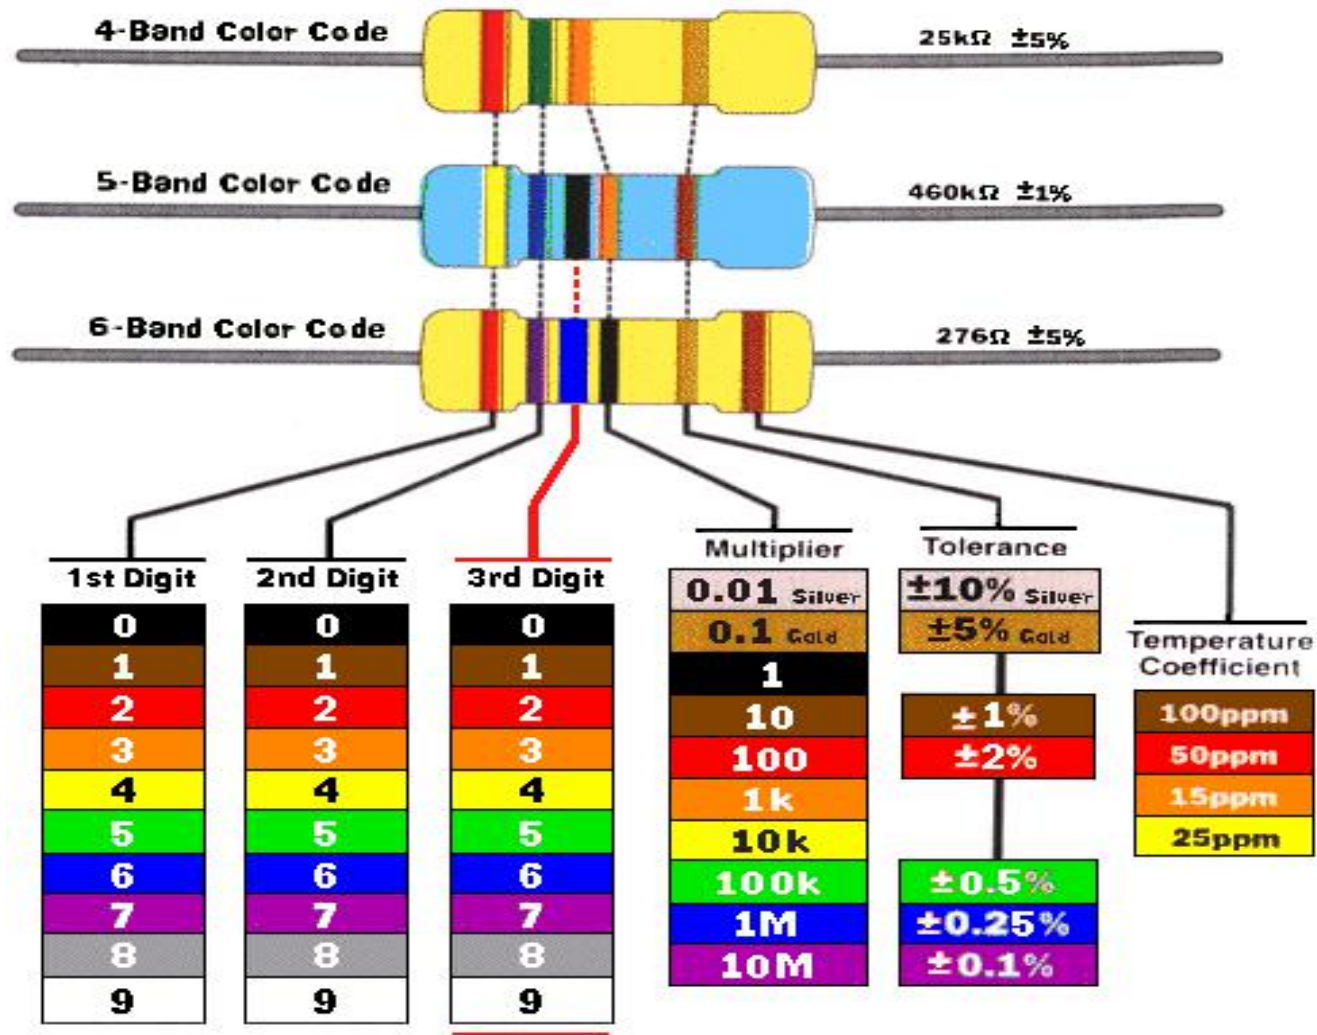 4-Band Color Code
25kΩ ±5%
5-Band Color Code
460kΩ ±1%
6-Band Color Code
276Ω ±5%
1st Digit
0
1
2
3
4
5
6
7
8
9
2nd Digit
0
1
2
3
4
5
6
7
8
9
3rd Digit
0
1
2
3
4
5
6
7
8
9
Multiplier
0.01 Silver
0.1 Gold
1
10
100
1k
10k
100k
1M
10M
Tolerance
±10% Silver
±5% Gold
±1%
±2%
±0.5%
±0.25%
±0.1%
Temperature
Coefficient
100ppm
50ppm
15ppm
25ppm